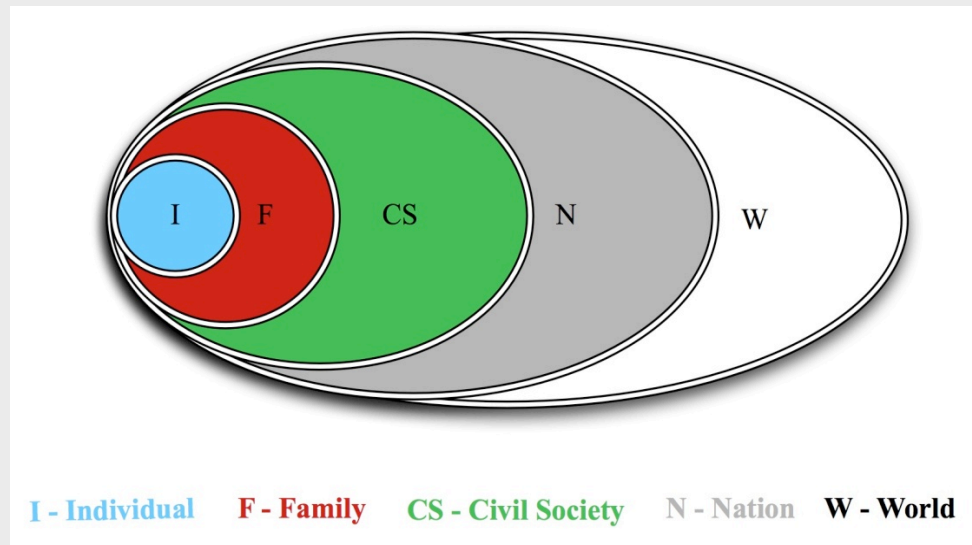 I F CS N W
I - Individual F - Family CS - Civil Society N - Nation W - World